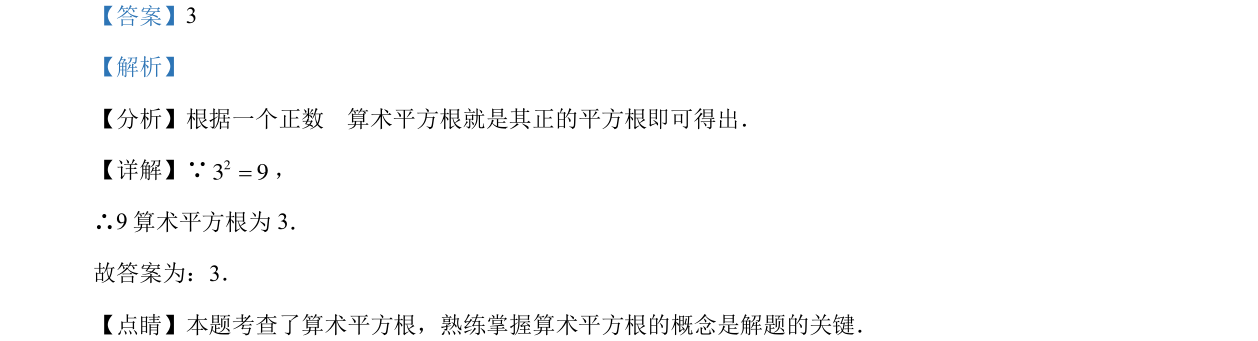 【答案】3
【解析】
【分析】根据一个正数 算术平方根就是其正的平方根即可得出．
【详解】∵3²=9，
∴9算术平方根为3．
故答案为：3．
【点睛】本题考查了算术平方根，熟练掌握算术平方根的概念是解题的关键．